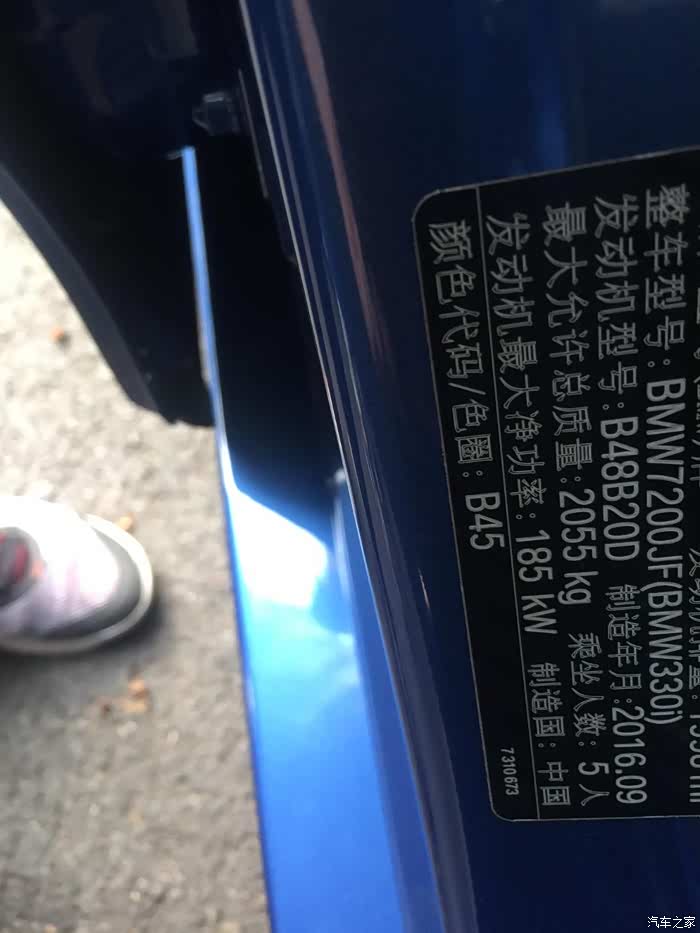 整车型号: BMW7200JF(BMW330i)
发动机型号: B48B20D 制造年月: 2016.09
最大允许总质量: 2055 kg 乘坐人数: 5 人
发动机最大净功率: 185 kW 制造国: 中国
颜色代码/色圈: B45
7310673
汽车之家